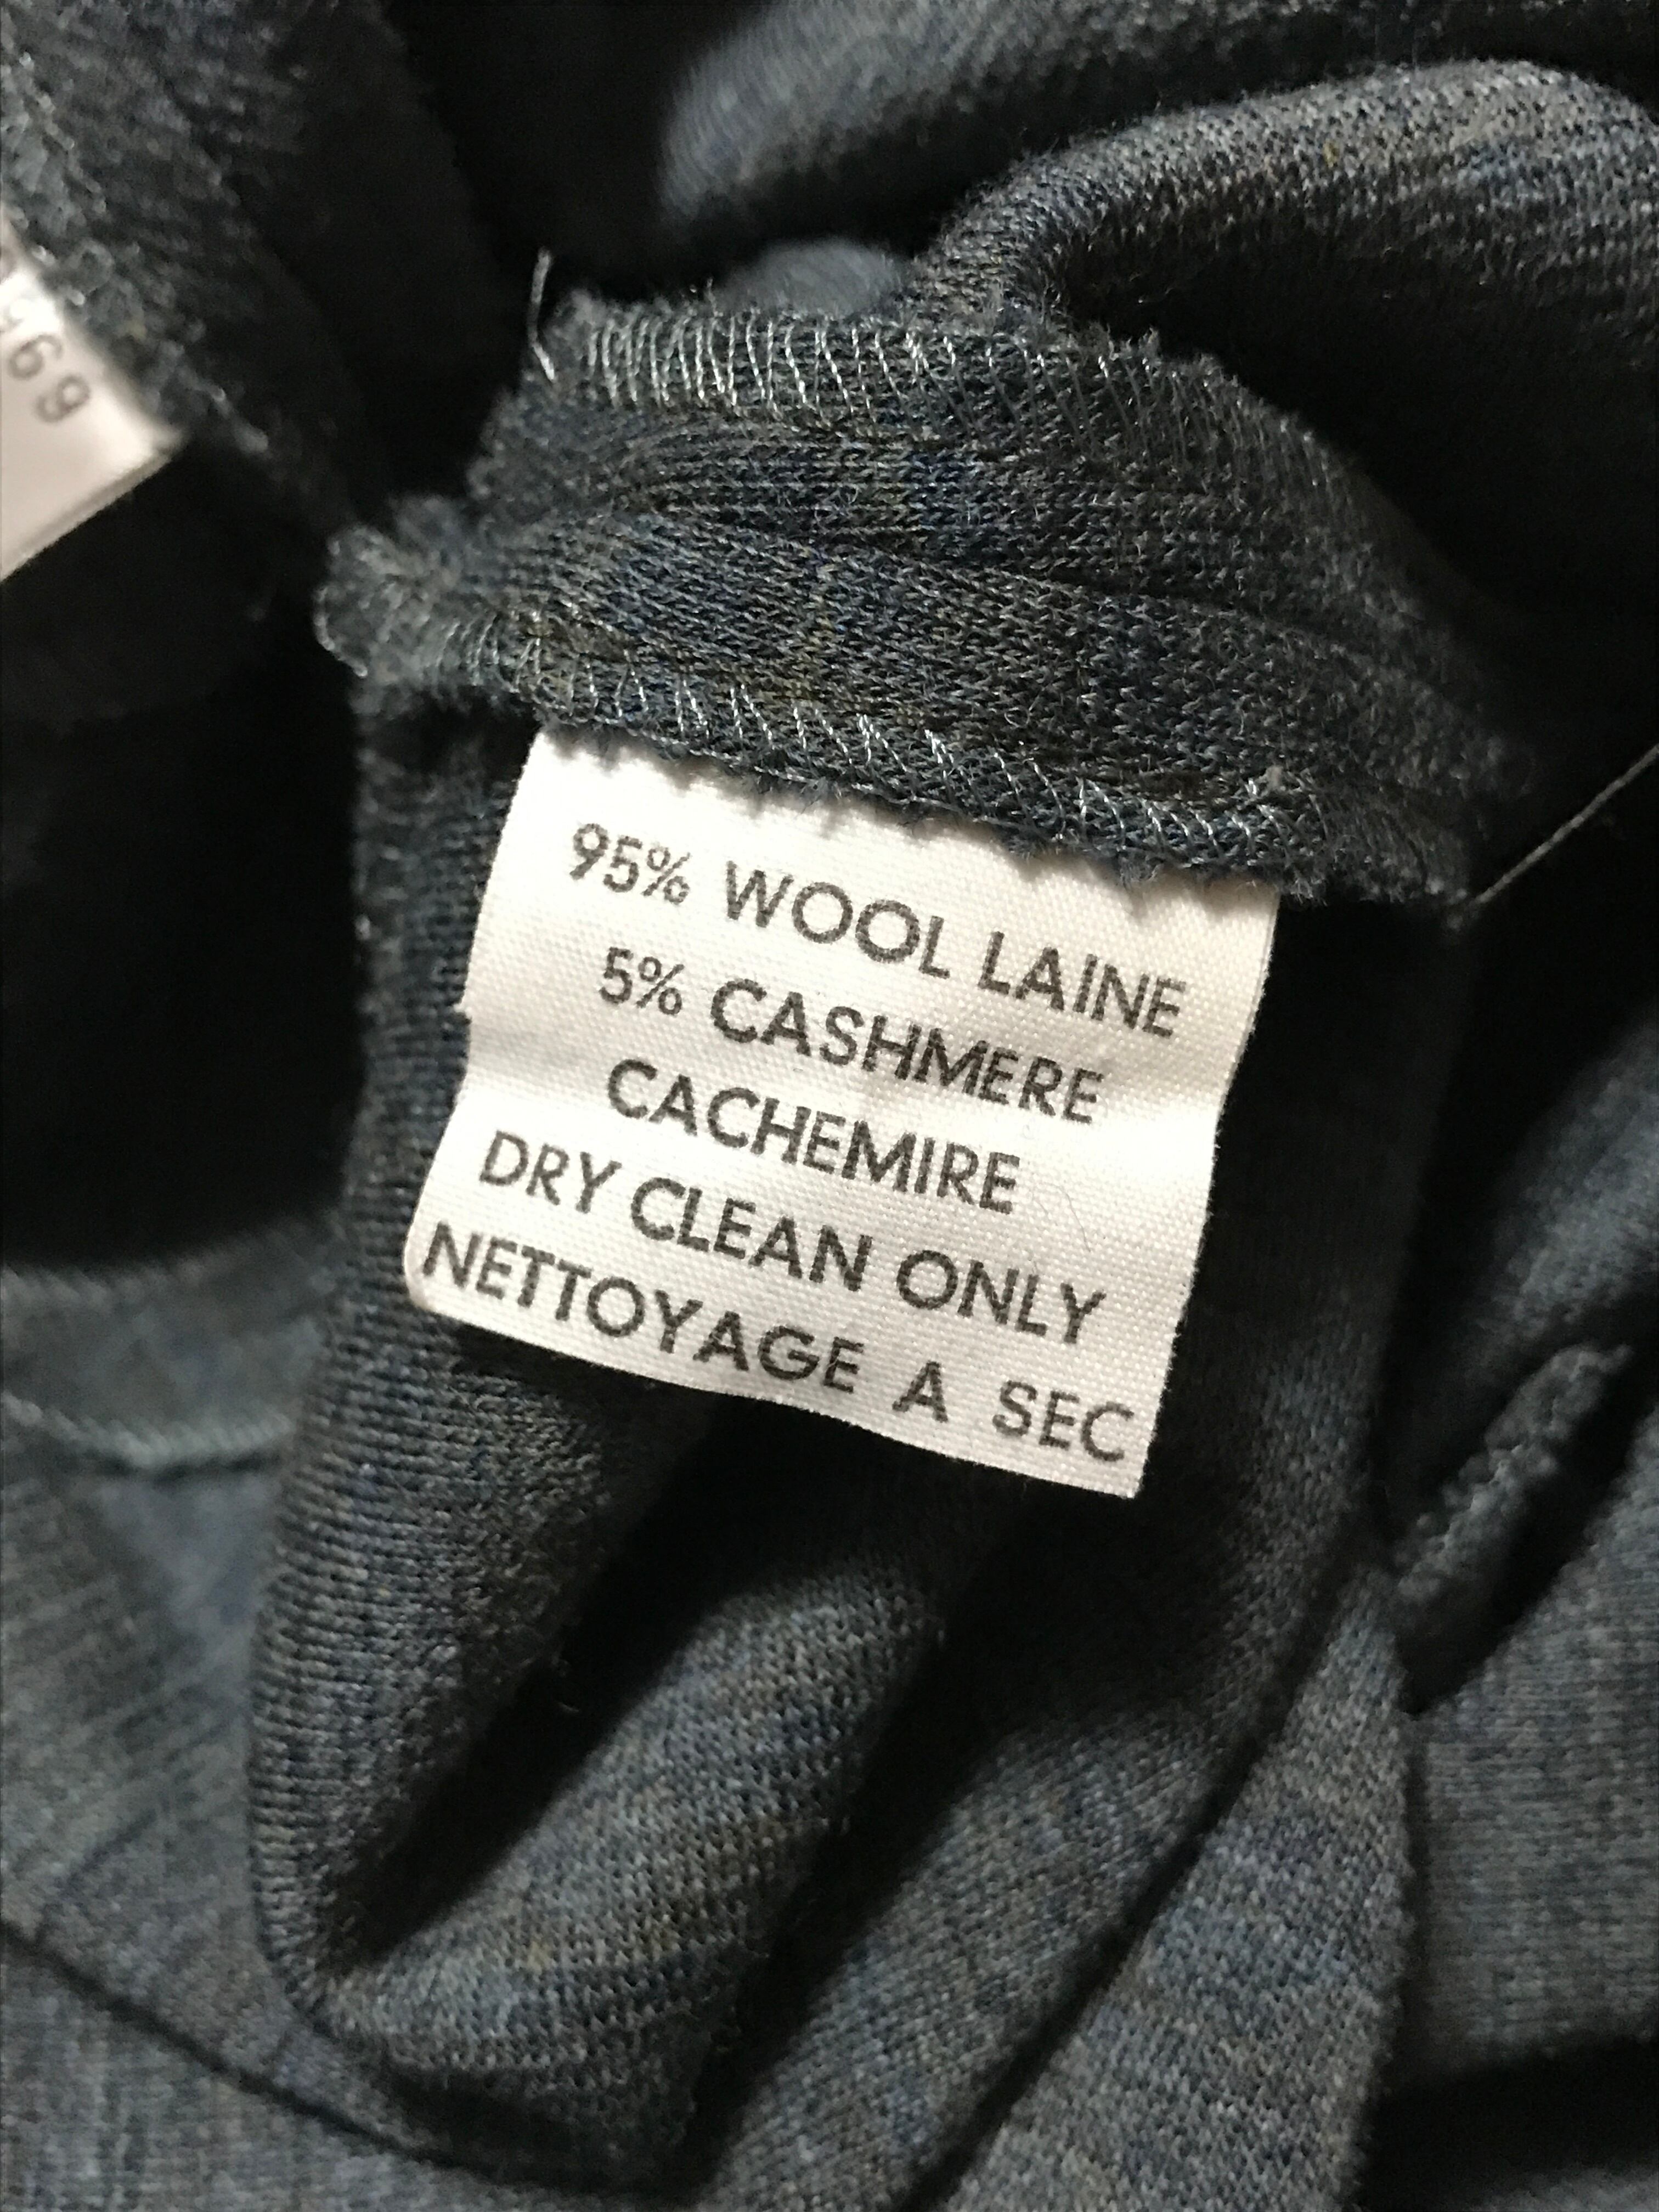 95% WOOL LAINE
5% CASHMERE
CACHEMIRE
DRY CLEAN ONLY
NETTOYAGE A SEC